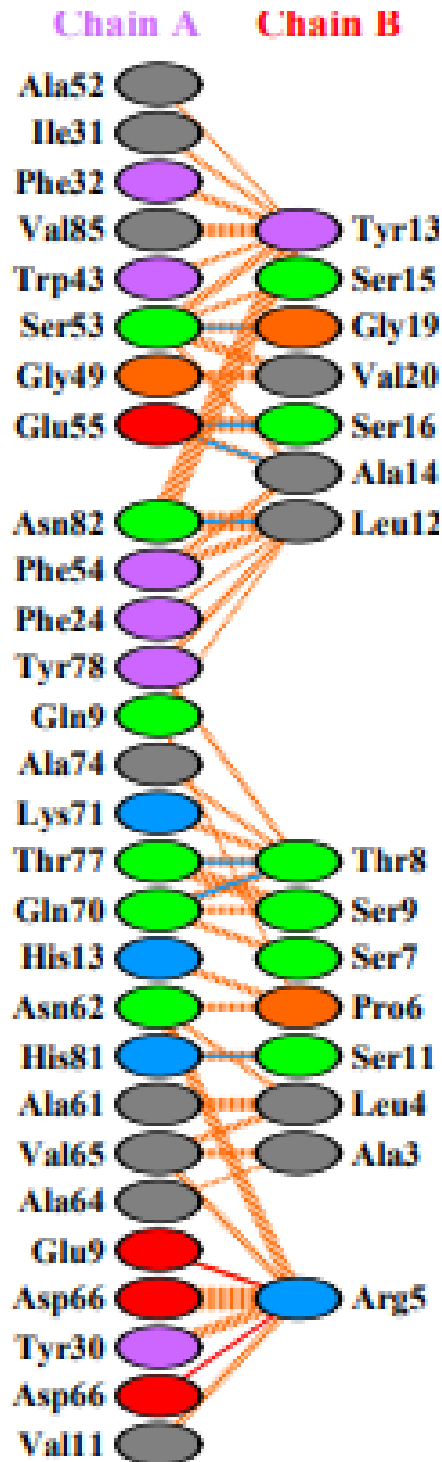 Chain A Chain B
Ala52
Ile31
Phe32
Val85 Tyr13
Trp43 Ser15
Ser53 Gly19
Gly49 Val20
Glu55 Ser16
Ala14
Asn82 Leu12
Phe54
Phe24
Tyr78
Gln9
Ala74
Lys71
Thr77 Thr8
Gln70 Ser9
His13 Ser7
Asn62 Pro6
His81 Ser11
Ala61 Leu4
Val65 Ala3
Ala64
Glu9
Asp66 Arg5
Tyr30
Asp66
Val11